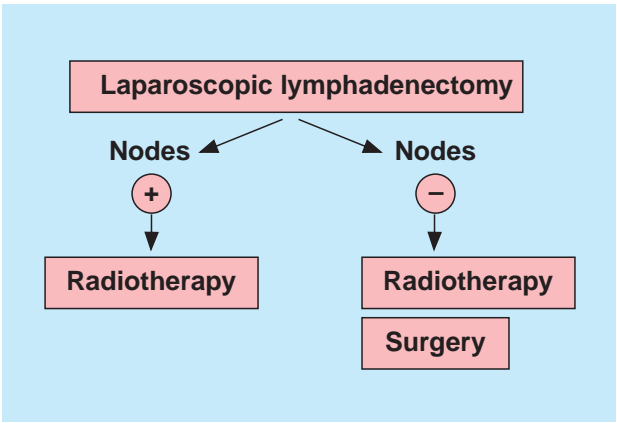 Laparoscopic lymphadenectomy
Nodes
Nodes
+
−
Radiotherapy
Radiotherapy
Surgery